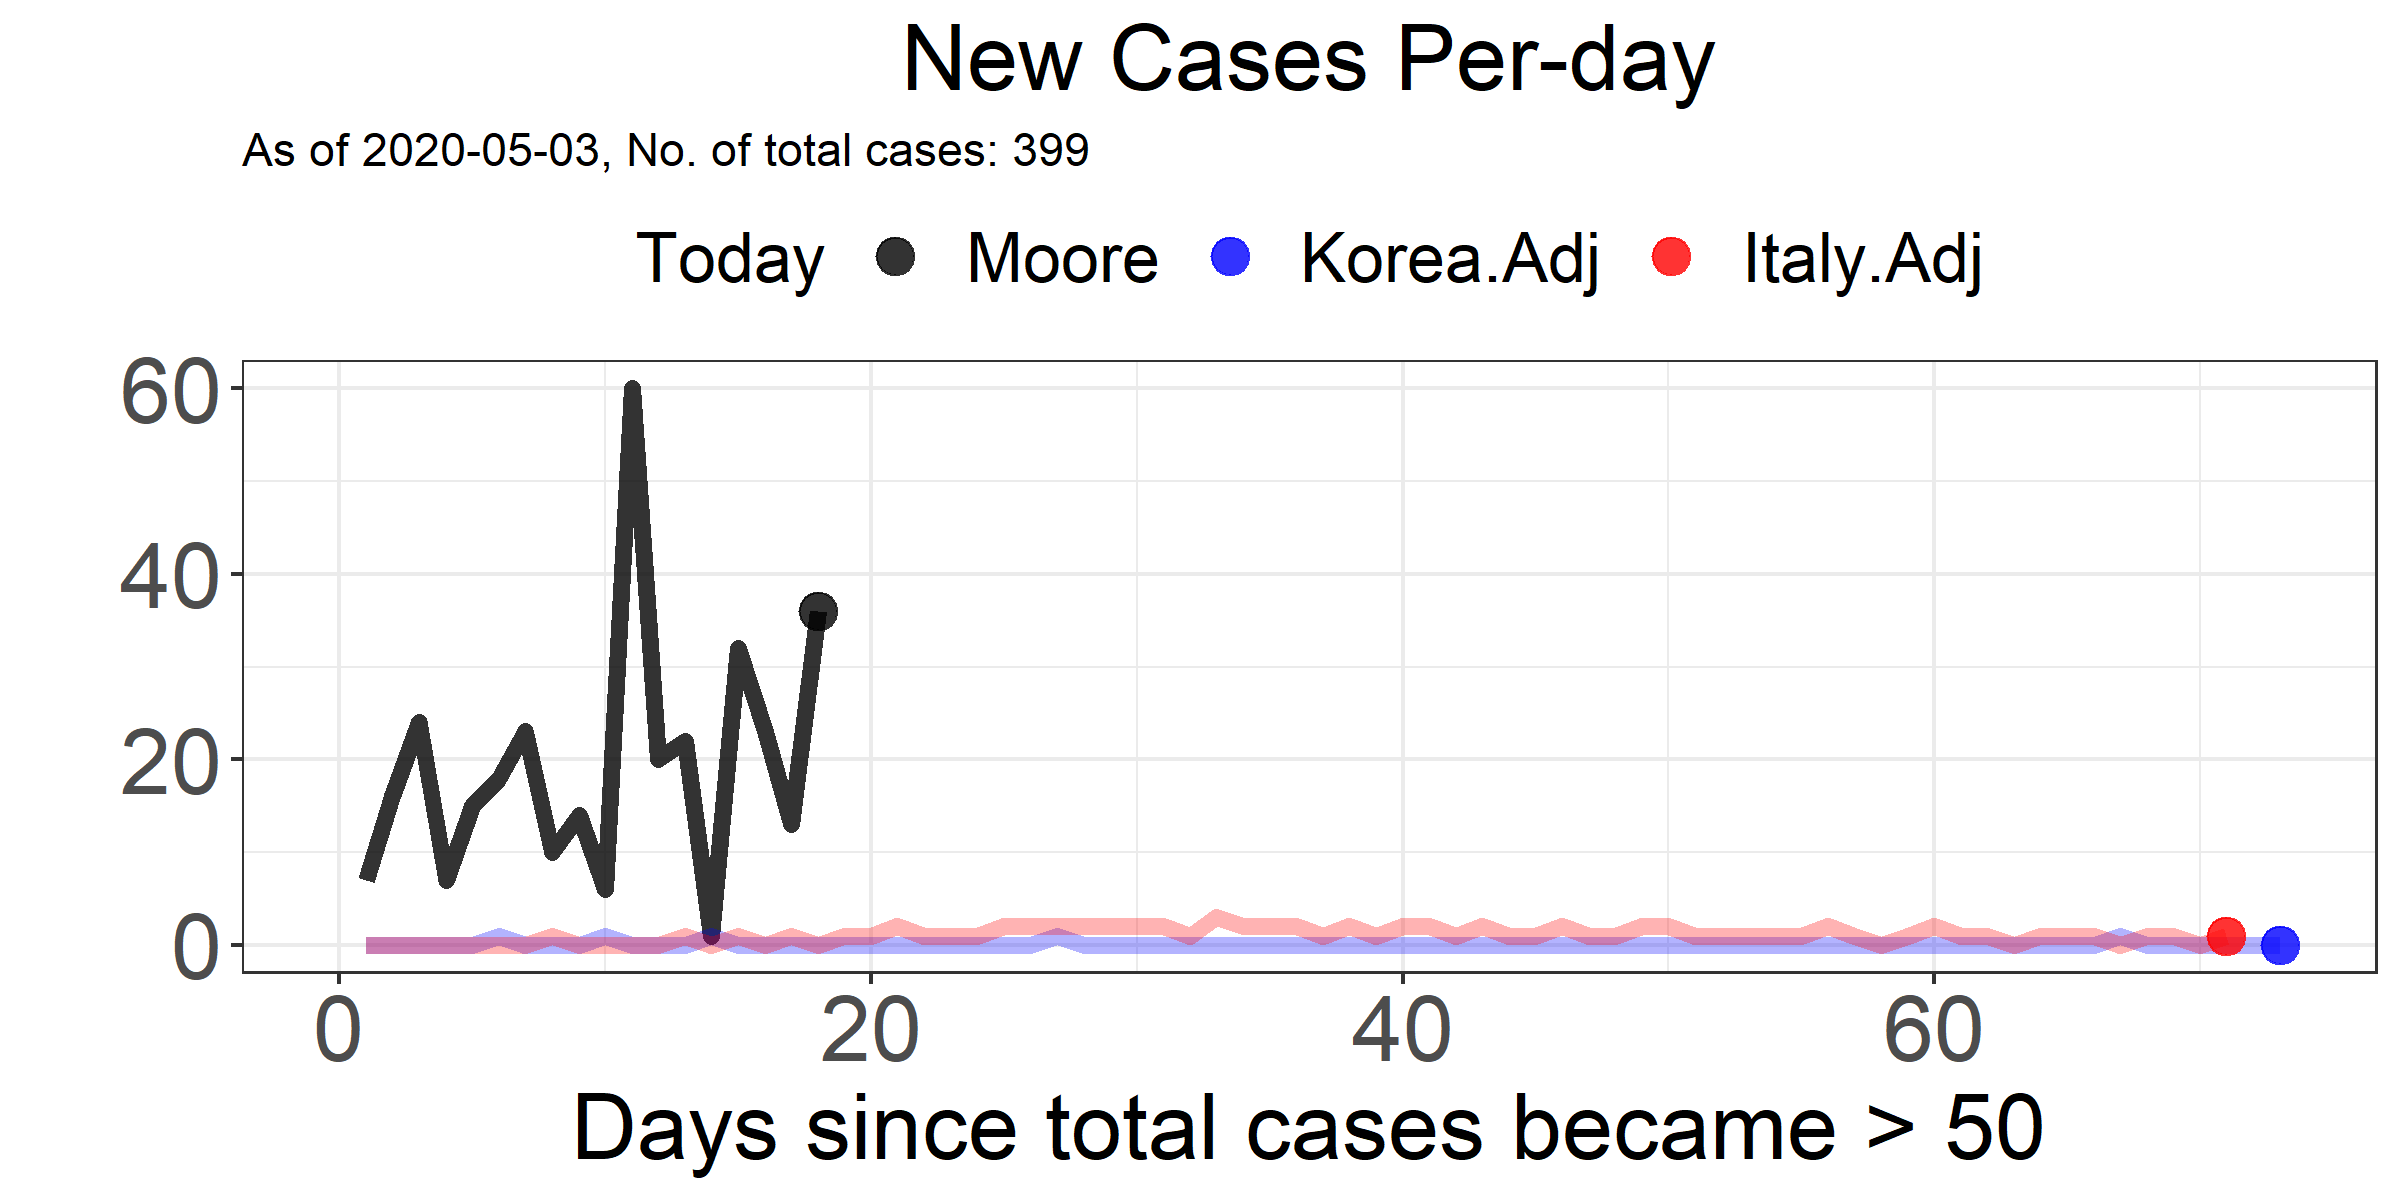 New Cases Per-day
As of 2020-05-03, No. of total cases: 399
Today Moore Korea.Adj Italy.Adj
60
40
20
0
0 20 40 60
Days since total cases became > 50